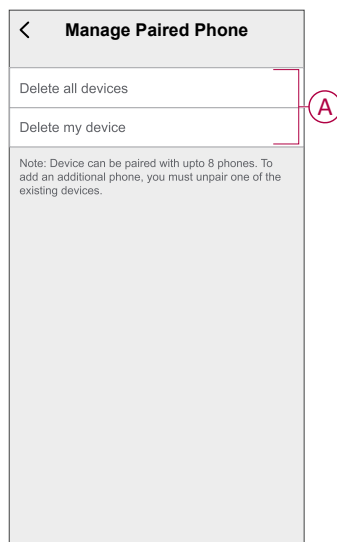 Manage Paired Phone
Delete all devices
A
Delete my device
Note: Device can be paired with upto 8 phones. To
add an additional phone, you must unpair one of the
existing devices.